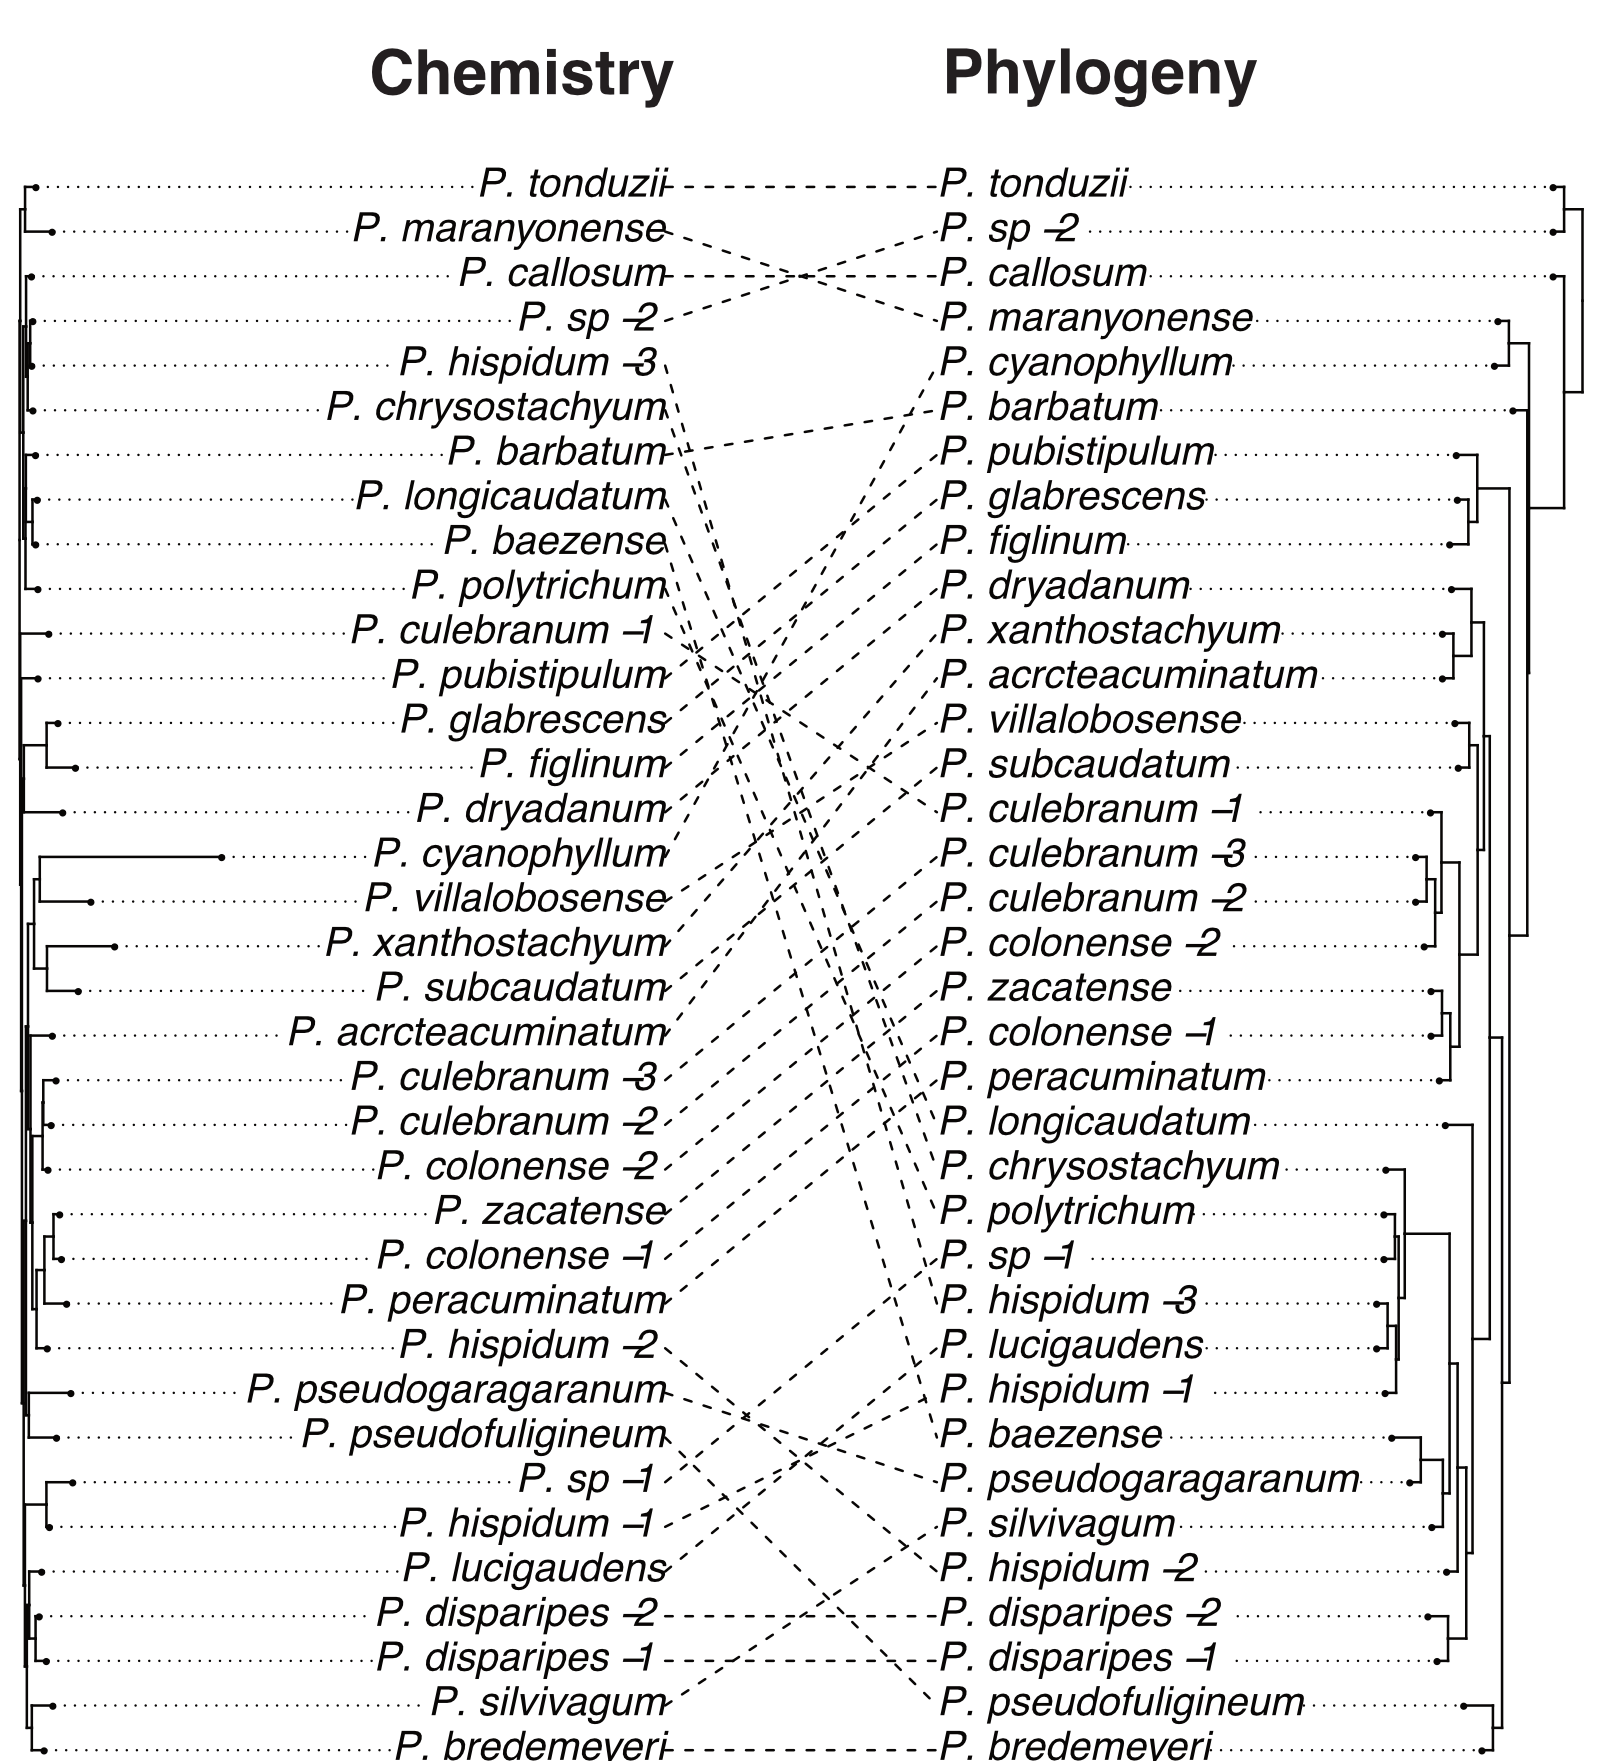 Chemistry Phylogeny
P. tonduzii P. tonduzii
P. maranyonense P. sp –2
P. callosum P. callosum
P. sp –2 P. maranyonense
P. hispidum –3 P. cyanophyllum
P. chrysostachyum P. barbatum
P. barbatum P. pubistipulum
P. longicaudatum P. glabrescens
P. baezense P. figlinum
P. polytrichum P. dryadanum
P. culebranum –1 P. xanthostachyum
P. pubistipulum P. acrcteacuminatum
P. glabrescens P. villalobosense
P. figlinum P. subcaudatum
P. dryadanum P. culebranum –1
P. cyanophyllum P. culebranum –3
P. villalobosense P. culebranum –2
P. xanthostachyum P. colonense –2
P. subcaudatum P. zacatense
P. acrcteacuminatum P. colonense –1
P. culebranum –3 P. peracuminatum
P. culebranum –2 P. longicaudatum
P. colonense –2 P. chrysostachyum
P. zacatense P. polytrichum
P. colonense –1 P. sp –1
P. peracuminatum P. hispidum –3
P. hispidum –2 P. lucigaudens
P. pseudogaragaranum P. hispidum –1
P. pseudofuligineum P. baezense
P. sp –1 P. pseudogaragaranum
P. hispidum –1 P. silvivagum
P. lucigaudens P. hispidum –2
P. disparipes –2 P. disparipes –2
P. disparipes –1 P. disparipes –1
P. silvivagum P. pseudofuligineum
P. bredemeyeri P. bredemeyeri